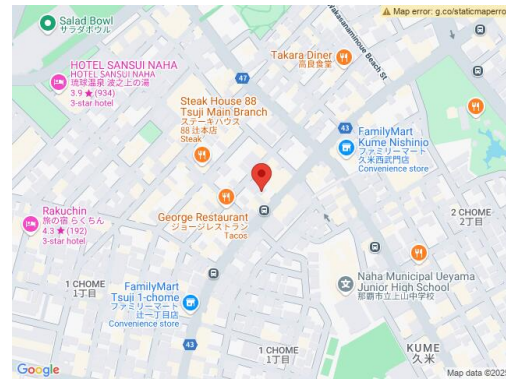 Map error: g.co/staticmaperro
Salad Bowl
サラダボウル
Wakasanaminoue Beach St.
Takara Diner
高良食堂
HOTEL SANSUI NAHA
HOTEL SANSUI NAHA
琉球温泉 波之上の湯
3.9 ★ (934)
3-star hotel
47
Steak House 88
Tsuji Main Branch
ステーキハウス
88 辻本店
Steak
43
FamilyMart
Kume Nishinjo
ファミリーマート
久米西武門店
Convenience store
Rakuchin
旅の宿 らくちん
4.3 ★ (192)
3-star hotel
George Restaurant
ジョージレストラン
Tacos
2 CHOME
2丁目
1 CHOME
1丁目
FamilyMart
Tsuji 1-chome
ファミリーマート
辻一丁目店
Convenience store
Naha Municipal Ueyama
Junior High School
那覇市立上山中学校
43
1 CHOME
1丁目
KUME
久米
Google
Map data ©2025